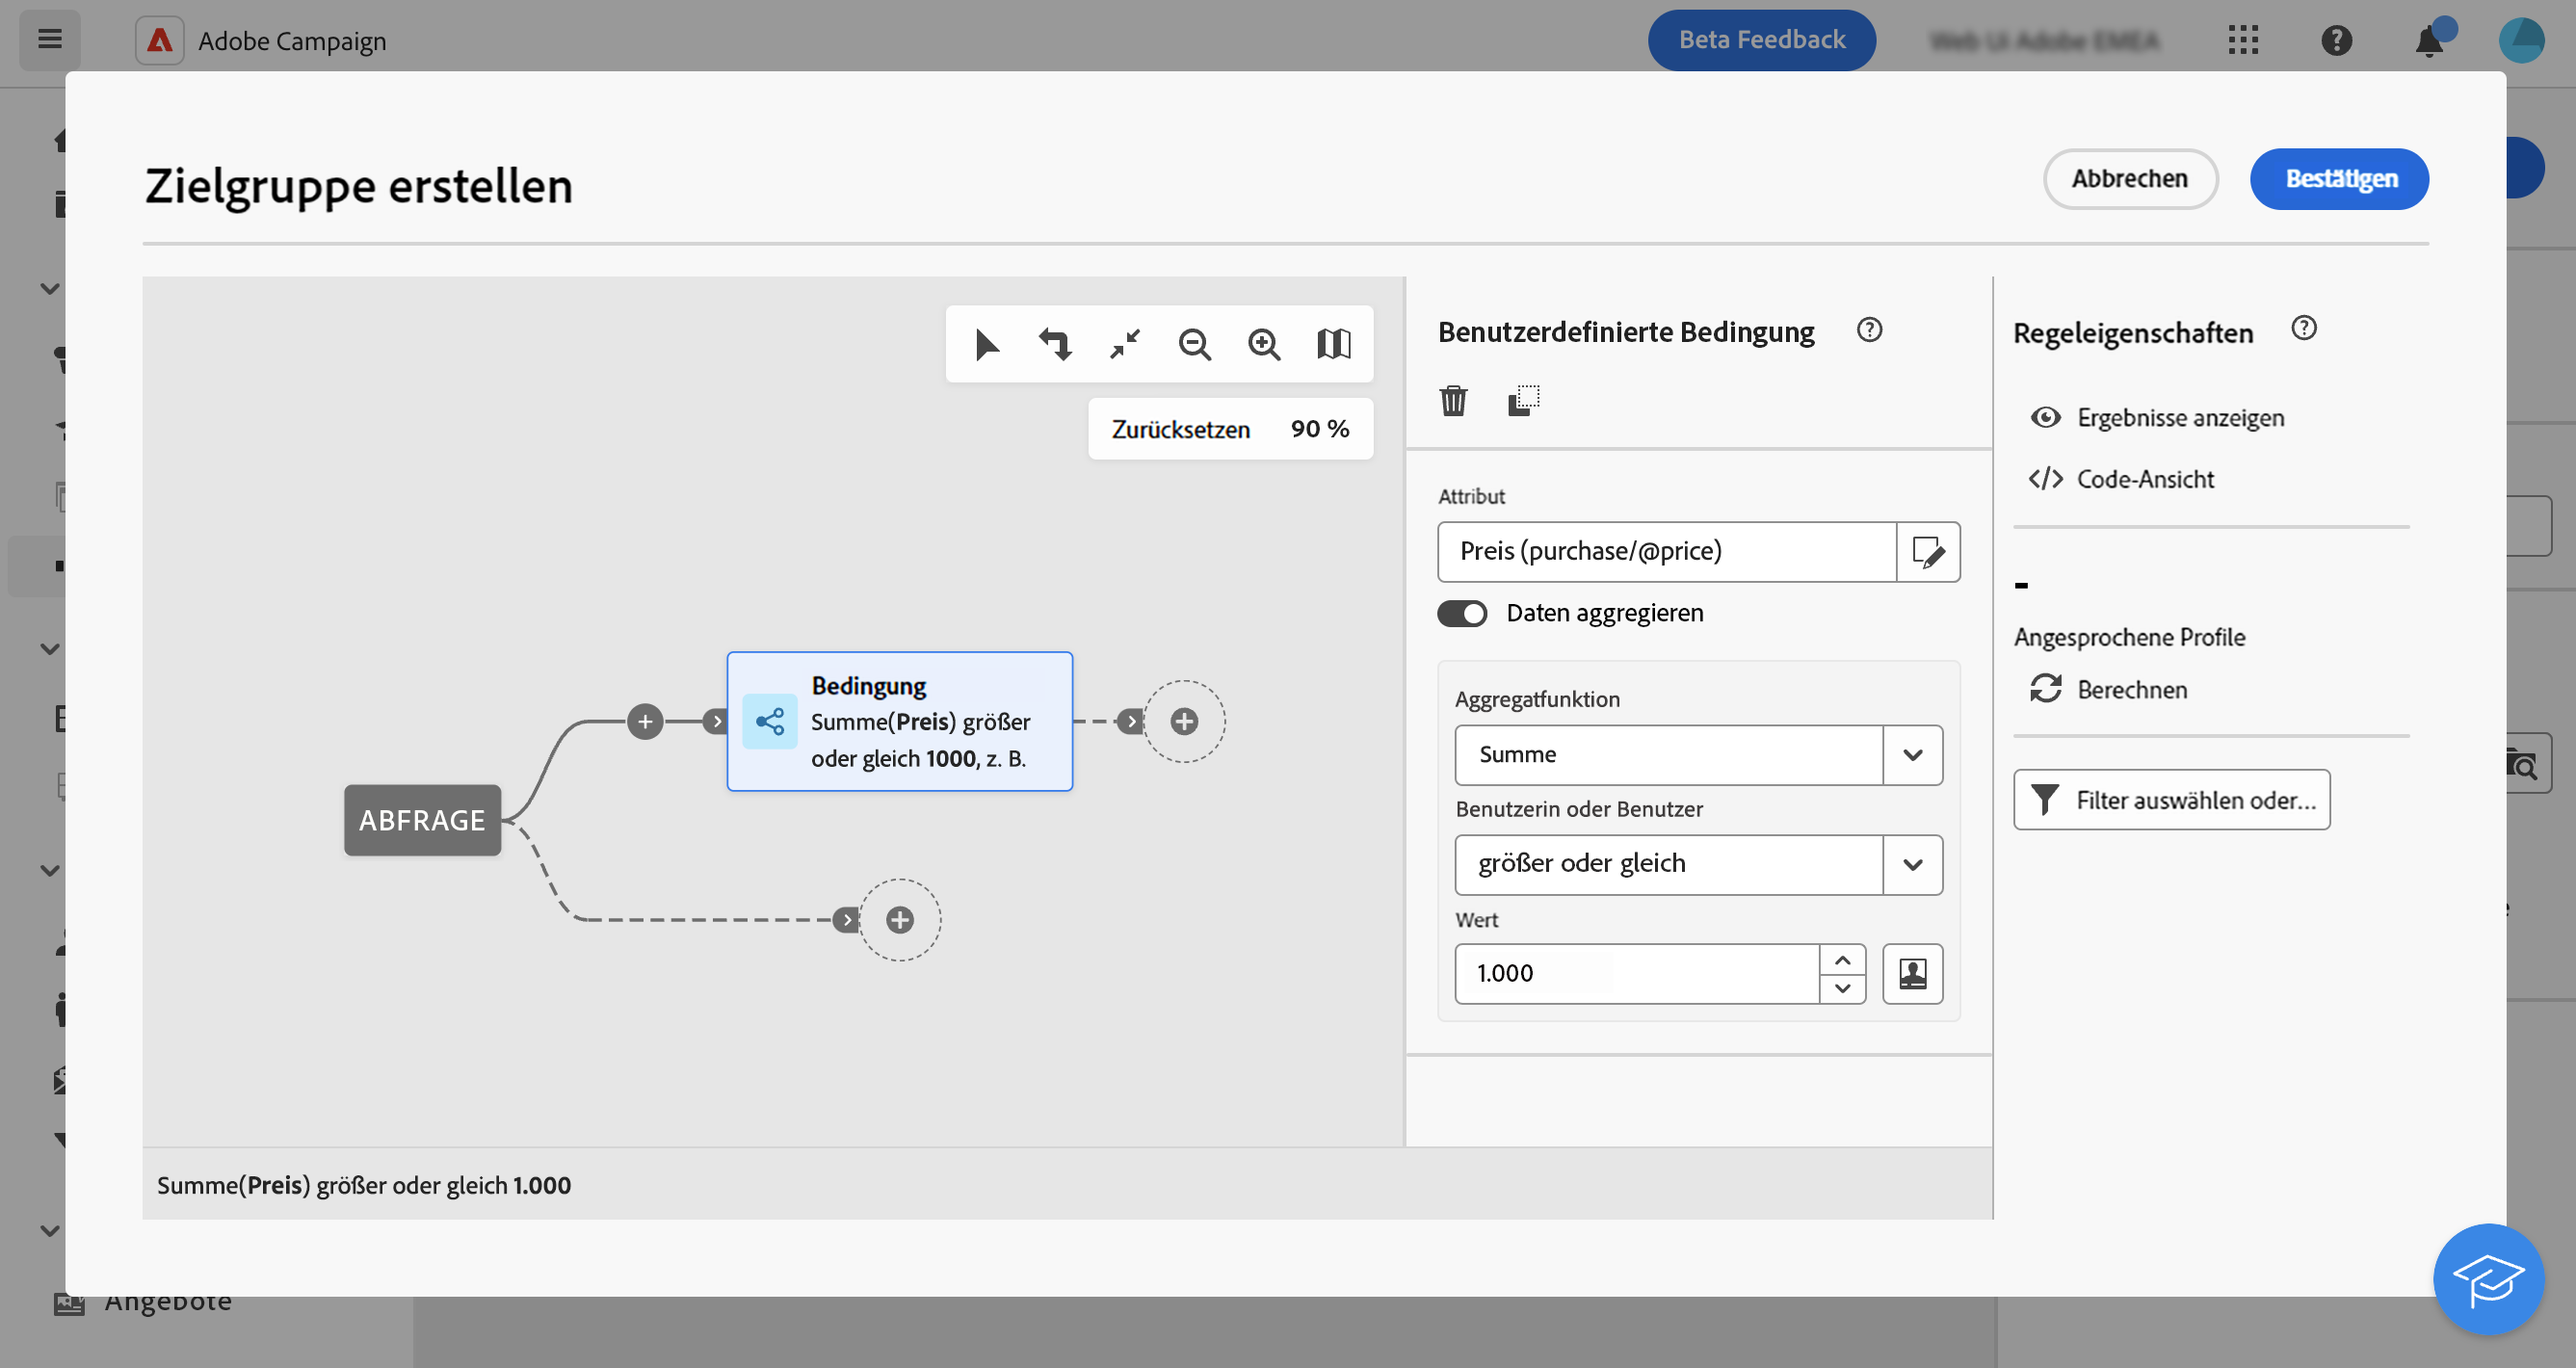 Adobe Campaign
Beta Feedback
Zielgruppe erstellen
Abbrechen
Bestätigen
Zurücksetzen 90 %
ABFRAGE
Bedingung
Summe(Preis) größer
oder gleich 1000, z. B.
Summe(Preis) größer oder gleich 1.000
Benutzerdefinierte Bedingung
Attribut
Preis (purchase/@price)
Daten aggregieren
Aggregatfunktion
Summe
Benutzerin oder Benutzer
größer oder gleich
Wert
1.000
Regeleigenschaften
Ergebnisse anzeigen
Code-Ansicht
-
Angesprochene Profile
Berechnen
Filter auswählen oder...
Angebote